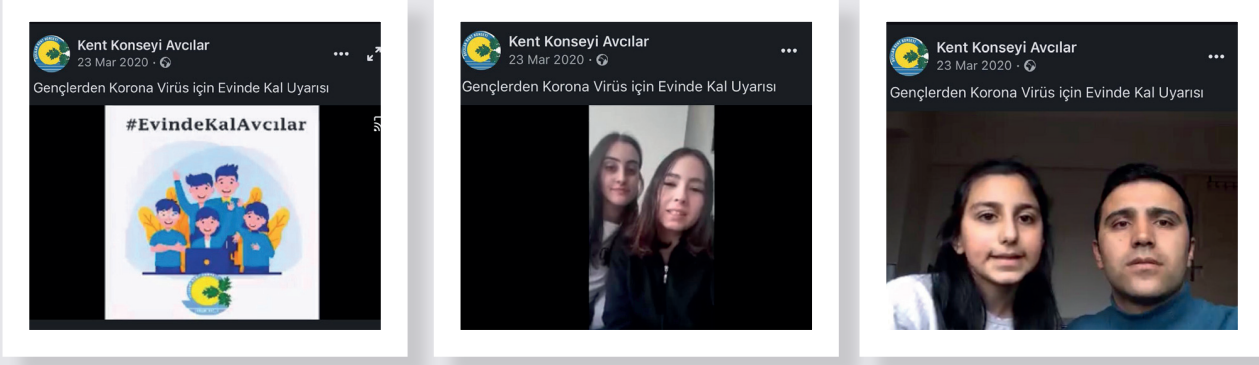 Kent Konseyi Avcılar
23 Mar 2020
Gençlerden Korona Virüs için Evinde Kal Uyarısı
#EvindeKalAvcılar
Kent Konseyi Avcılar
23 Mar 2020
Gençlerden Korona Virüs için Evinde Kal Uyarısı
Kent Konseyi Avcılar
23 Mar 2020
Gençlerden Korona Virüs için Evinde Kal Uyarısı